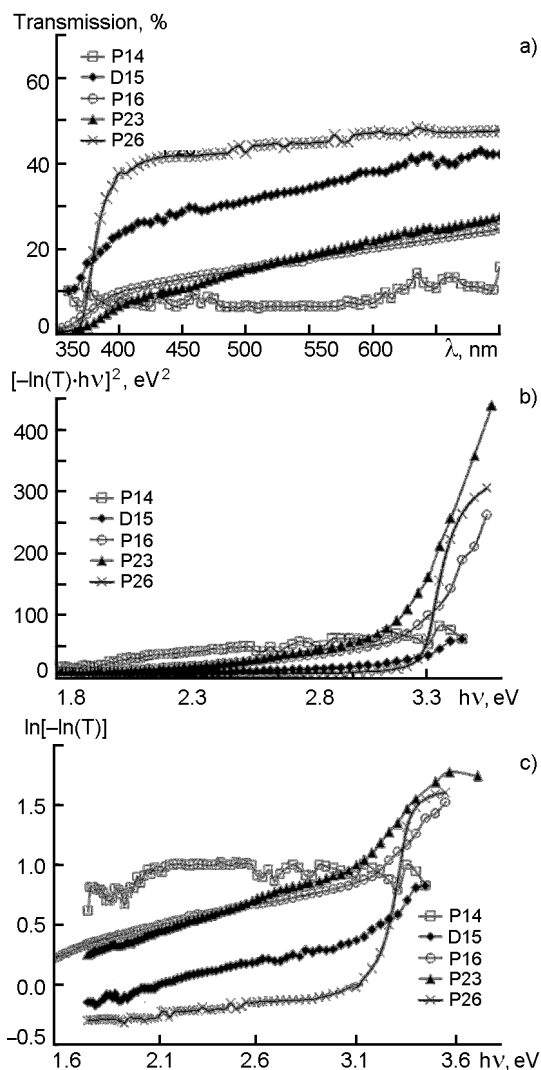 Transmission, %
a)
60
40
20
0
P14
D15
P16
P23
P26
350 400 450 500 550 600 λ, nm
[–ln(T)·hν]², eV²
b)
400
300
200
100
0
P14
D15
P16
P23
P26
1.8 2.3 2.8 3.3 hν, eV
ln[–ln(T)]
c)
1.5
1.0
0.5
0.0
–0.5
P14
D15
P16
P23
P26
1.6 2.1 2.6 3.1 3.6 hν, eV